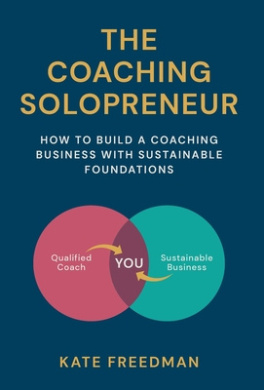 THE
COACHING
SOLOPRENEUR
HOW TO BUILD A COACHING
BUSINESS WITH SUSTAINABLE
FOUNDATIONS
Qualified
Coach
YOU
Sustainable
Business
KATE FREEDMAN